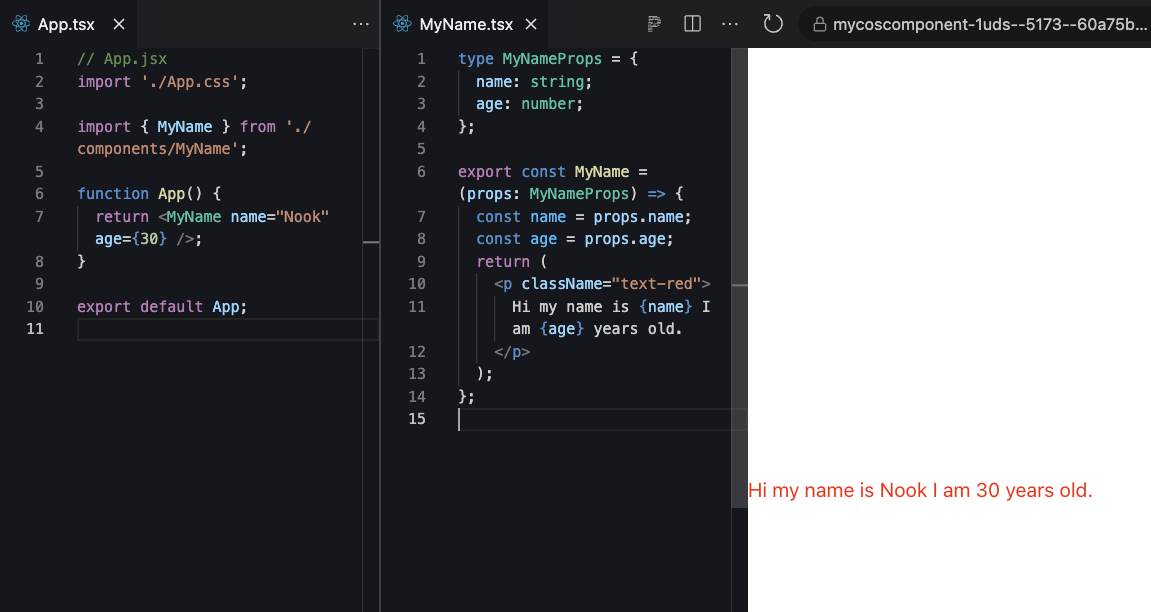 App.tsx
1 // App.jsx
2 import './App.css';
3
4 import { MyName } from './
components/MyName';
5
6 function App() {
7 return <MyName name="Nook"
age={30} />;
8 }
9
10 export default App;
11
MyName.tsx
1 type MyNameProps = {
2 name: string;
3 age: number;
4 };
5
6 export const MyName =
(props: MyNameProps) => {
7 const name = props.name;
8 const age = props.age;
9 return (
10 <p className="text-red">
11 Hi my name is {name} I
am {age} years old.
12 </p>
13 );
14 };
15
mycoscomponent-1uds--5173--60a75b...
Hi my name is Nook I am 30 years old.